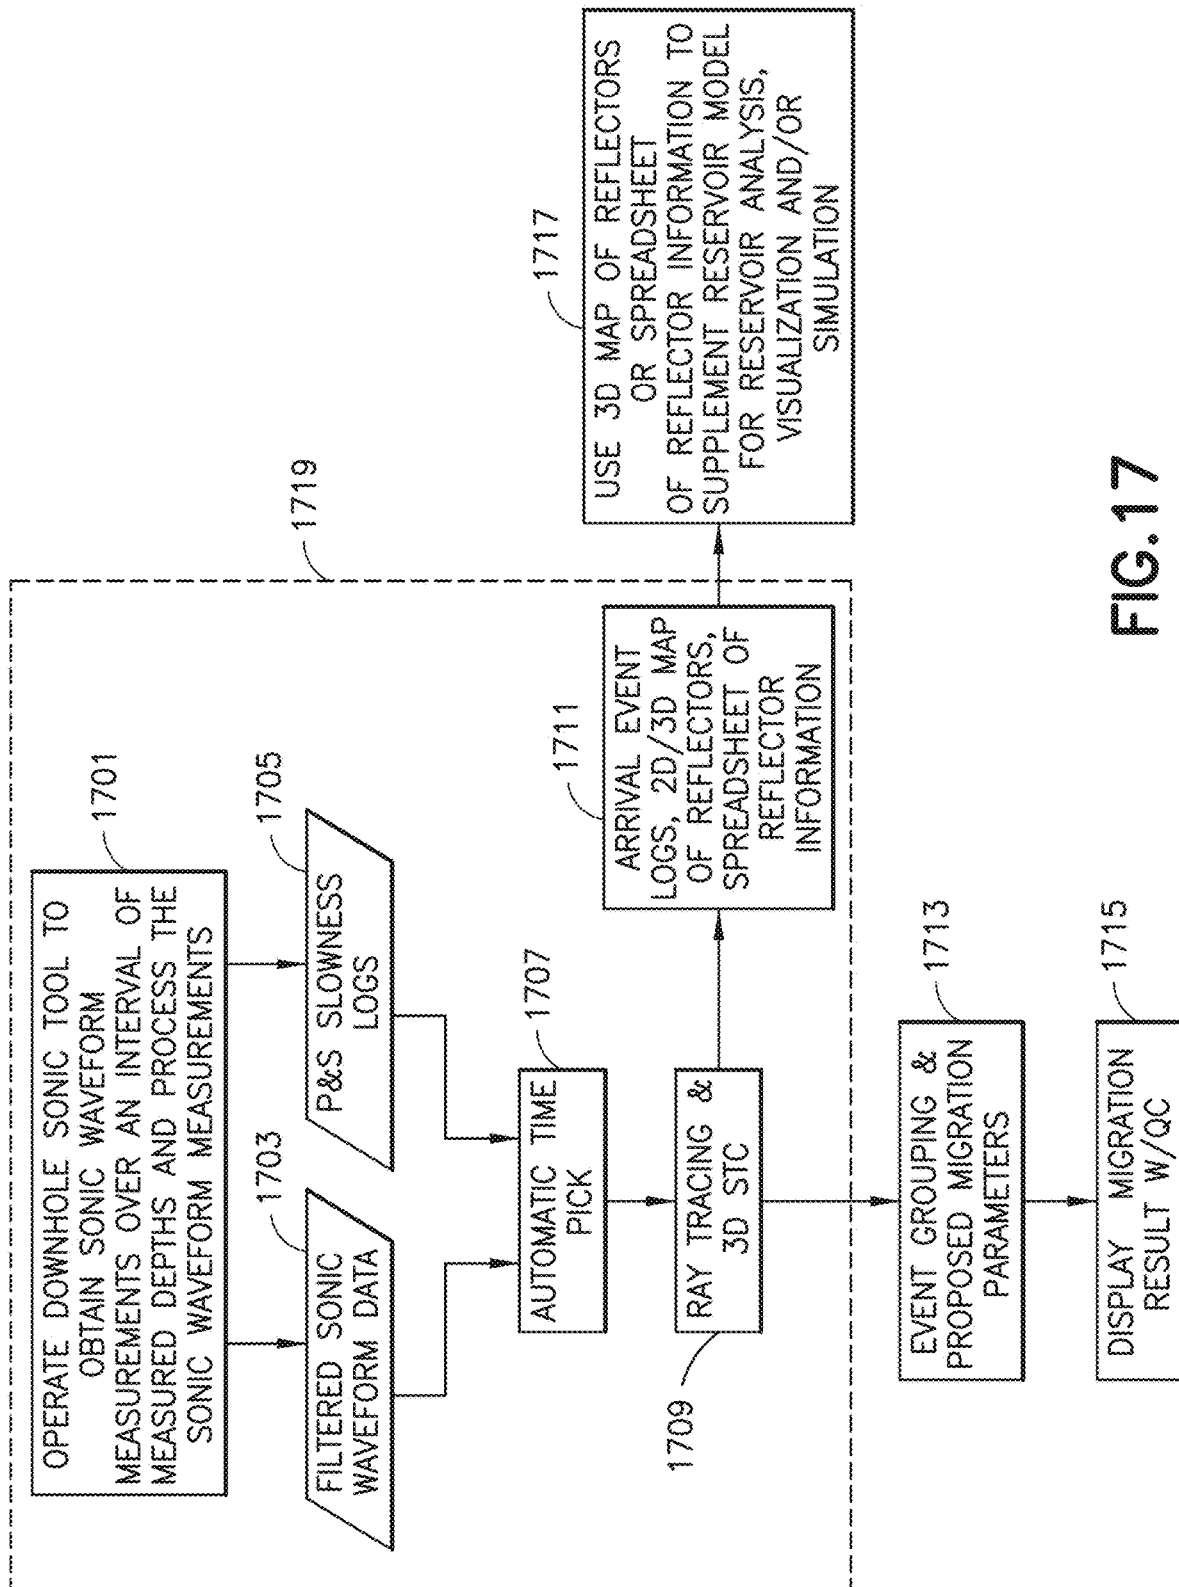 1701
OPERATE DOWNHOLE SONIC TOOL TO
OBTAIN SONIC WAVEFORM
MEASUREMENTS OVER AN INTERVAL OF
MEASURED DEPTHS AND PROCESS THE
SONIC WAVEFORM MEASUREMENTS
1719
1703
FILTERED SONIC
WAVEFORM DATA
1705
P&S SLOWNESS
LOGS
1707
AUTOMATIC TIME
PICK
1709
RAY TRACING &
3D STC
1711
ARRIVAL EVENT
LOGS, 2D/3D MAP
OF REFLECTORS,
SPREADSHEET OF
REFLECTOR
INFORMATION
1717
USE 3D MAP OF REFLECTORS
OR SPREADSHEET
OF REFLECTOR INFORMATION TO
SUPPLEMENT RESERVOIR MODEL
FOR RESERVOIR ANALYSIS,
VISUALIZATION AND/OR
SIMULATION
1713
EVENT GROUPING &
PROPOSED MIGRATION
PARAMETERS
1715
DISPLAY MIGRATION
RESULT W/QC
FIG.17